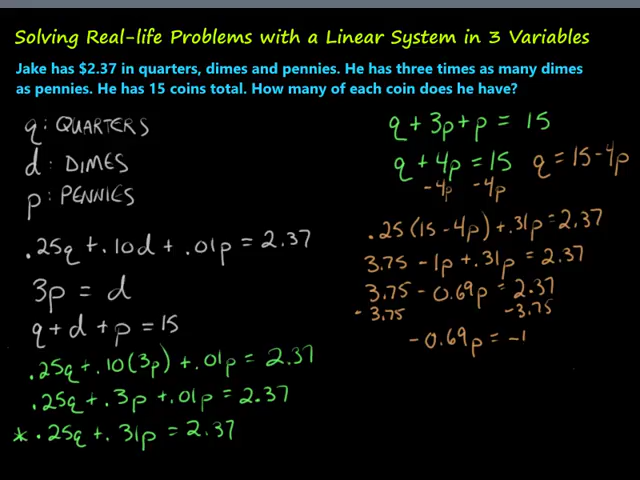 Solving Real-life Problems with a Linear System in 3 Variables
Jake has $2.37 in quarters, dimes and pennies. He has three times as many dimes
as pennies. He has 15 coins total. How many of each coin does he have?
q: QUARTERS
d: DIMES
p: PENNIES
.25q + .10d + .01p = 2.37
3p = d
q + d + p = 15
.25q + .10(3p) + .01p = 2.37
.25q + .3p + .01p = 2.37
* .25q + .31p = 2.37
q + 3p + p = 15
q + 4p = 15 q = 15 - 4p
-4p -4p
.25(15 - 4p) + .31p = 2.37
3.75 - 1p + .31p = 2.37
3.75 - 0.69p = 2.37
-3.75 -3.75
-0.69p = -1